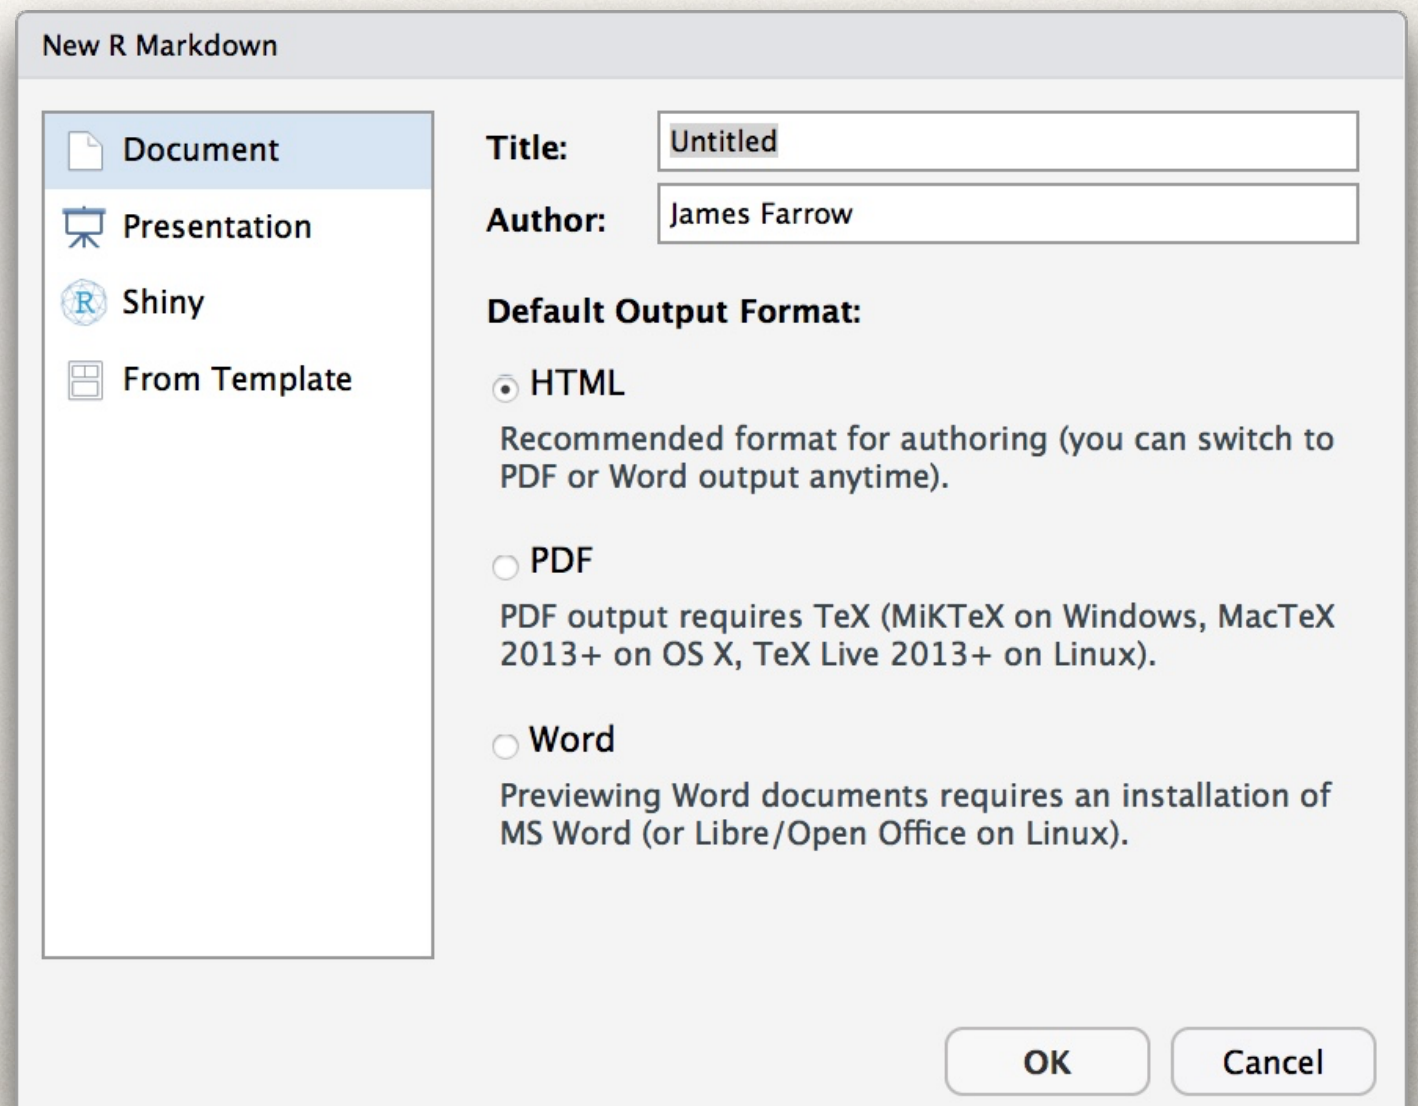 New R Markdown
Document
Presentation
R
Shiny
From Template
Title:
Untitled
Author:
James Farrow
Default Output Format:
HTML
Recommended format for authoring (you can switch to
PDF or Word output anytime).
PDF
PDF output requires TeX (MiKTeX on Windows, MacTeX
2013+ on OS X, TeX Live 2013+ on Linux).
Word
Previewing Word documents requires an installation of
MS Word (or Libre/Open Office on Linux).
OK
Cancel